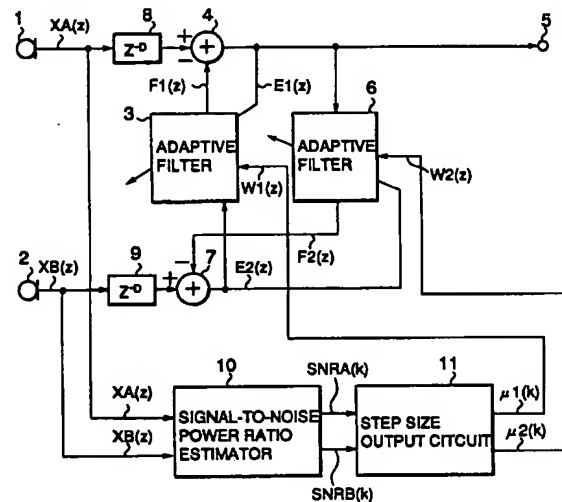 1
XA(z)
8
Z-D
+
−
4
+
5
F1(z)
E1(z)
3
ADAPTIVE
FILTER
W1(z)
6
ADAPTIVE
FILTER
W2(z)
F2(z)
2
XB(z)
9
Z-D
−
+
7
+
E2(z)
10
XA(z)
XB(z)
SIGNAL-TO-NOISE
POWER RATIO
ESTIMATOR
SNRA(k)
SNRB(k)
11
STEP SIZE
OUTPUT CITCUIT
μ1(k)
μ2(k)